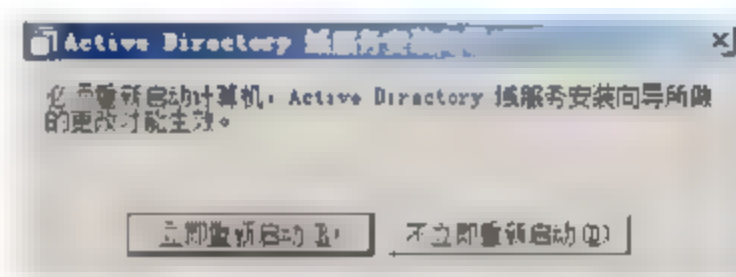 Active Directory 域服务安装
必须重新启动计算机, Active Directory 域服务安装向导所做
的更改才能生效。
立即重新启动(R) 不立即重新启动(D)